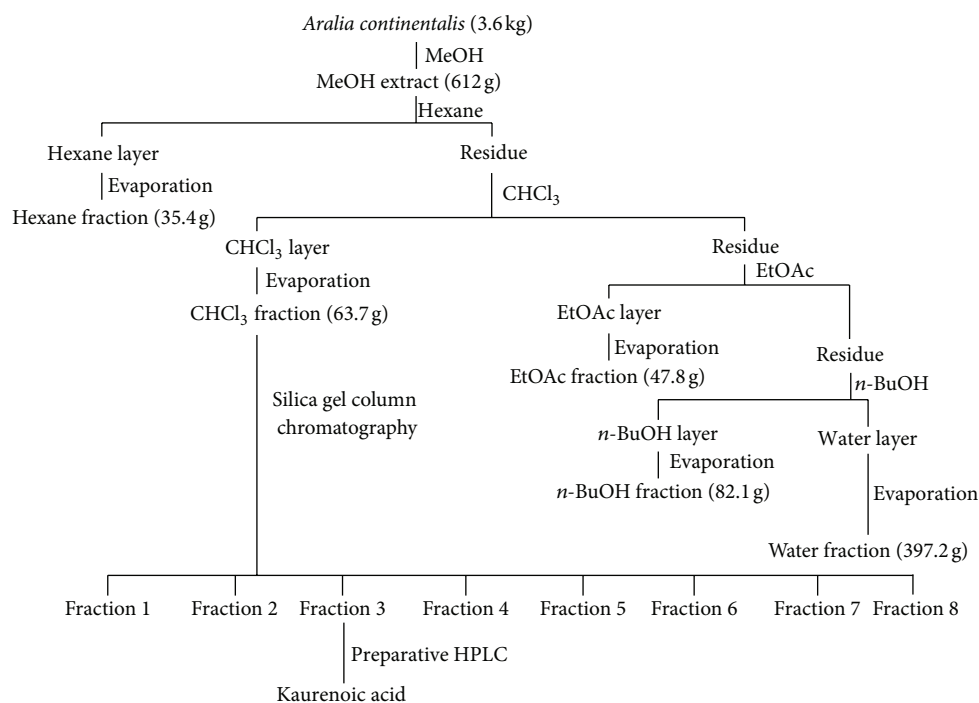 Aralia continentalis (3.6 kg)
MeOH
MeOH extract (612 g)
Hexane
Hexane layer
Residue
Evaporation
CHCl₃
Hexane fraction (35.4 g)
CHCl₃ layer
Residue
Evaporation
EtOAc
CHCl₃ fraction (63.7 g)
EtOAc layer
Evaporation
Residue
EtOAc fraction (47.8 g)
n-BuOH
Silica gel column
chromatography
n-BuOH layer
Water layer
Evaporation
n-BuOH fraction (82.1 g)
Evaporation
Water fraction (397.2 g)
Fraction 1
Fraction 2
Fraction 3
Fraction 4
Fraction 5
Fraction 6
Fraction 7
Fraction 8
Preparative HPLC
Kaurenoic acid